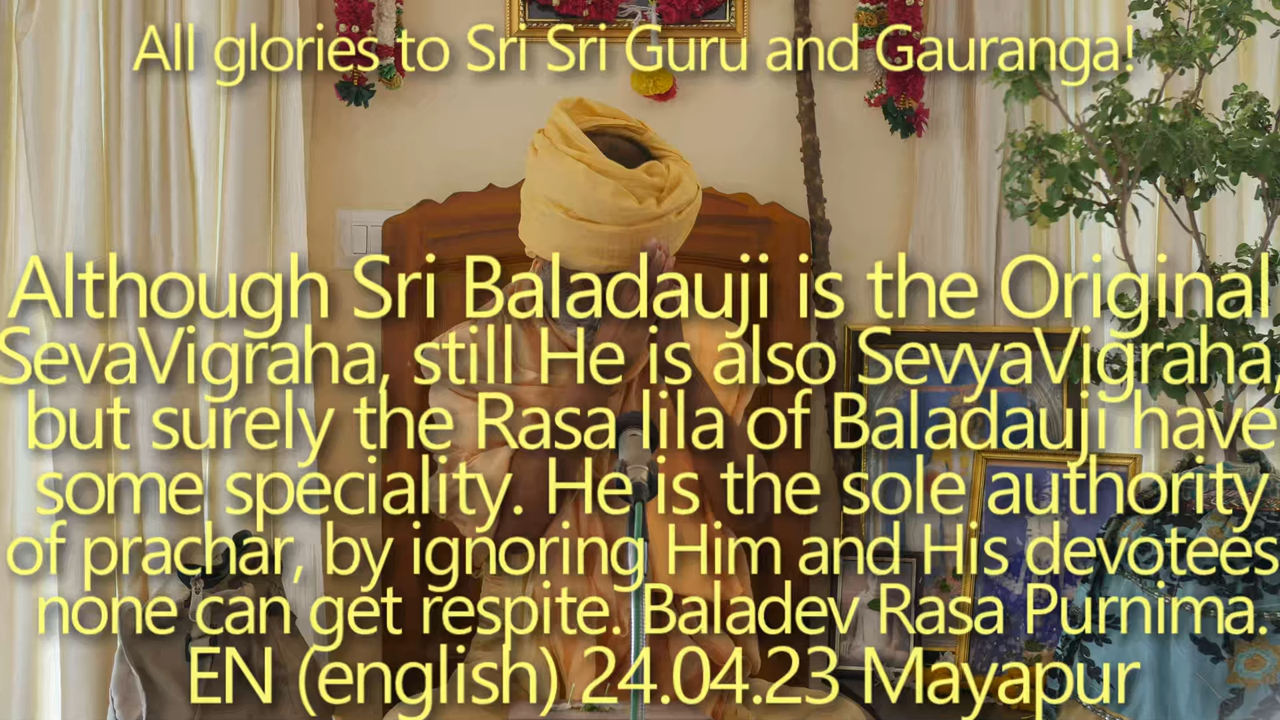 All glories to Sri Sri Guru and Gauranga!
Although Sri Baladauji is the Original
SevaVigraha, still He is also SevyaVigraha,
but surely the Rasa lila of Baladauji have
some speciality. He is the sole authority
of prachar, by ignoring Him and His devotees
none can get respite. Baladev Rasa Purnima.
EN (english) 24.04.23 Mayapur